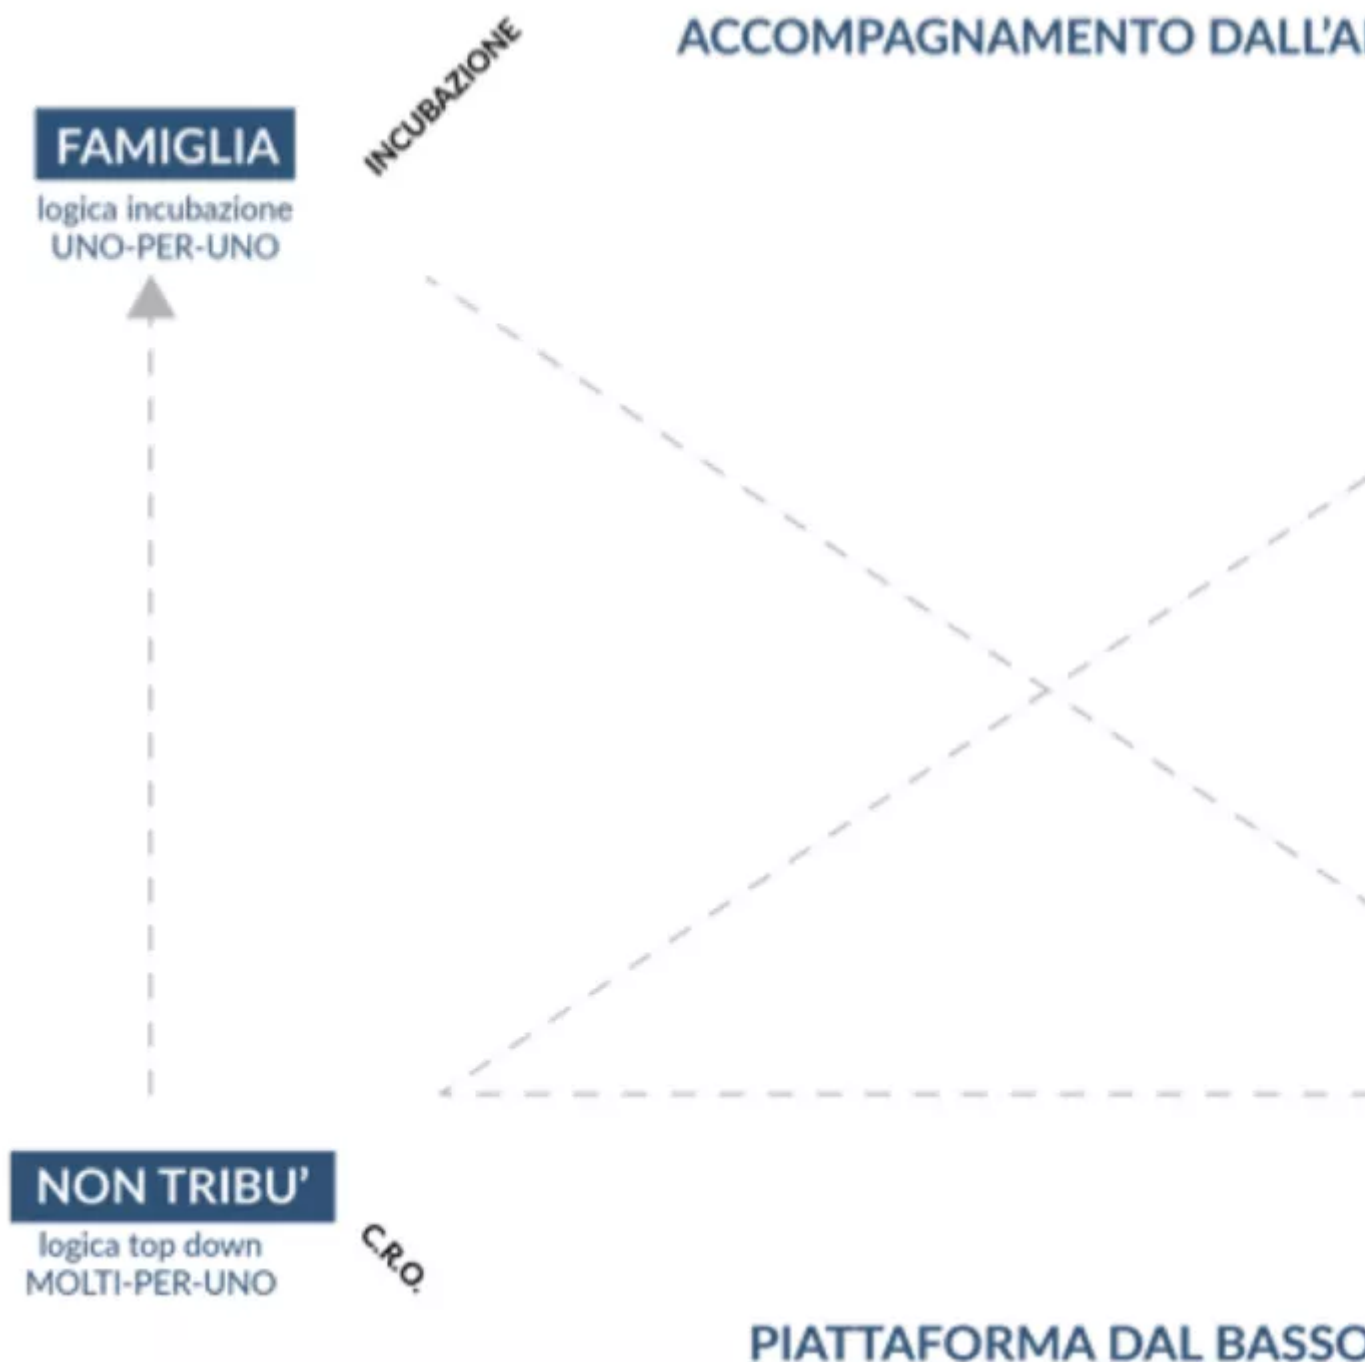 ACCOMPAGNAMENTO
INCUBAZIONE
FAMIGLIA
logica incubazione
UNO-PER-UNO
NON TRIBU’
logica top down
MOLTI-PER-UNO
C.R.O.
PIATTAFORMA DAL BASSO